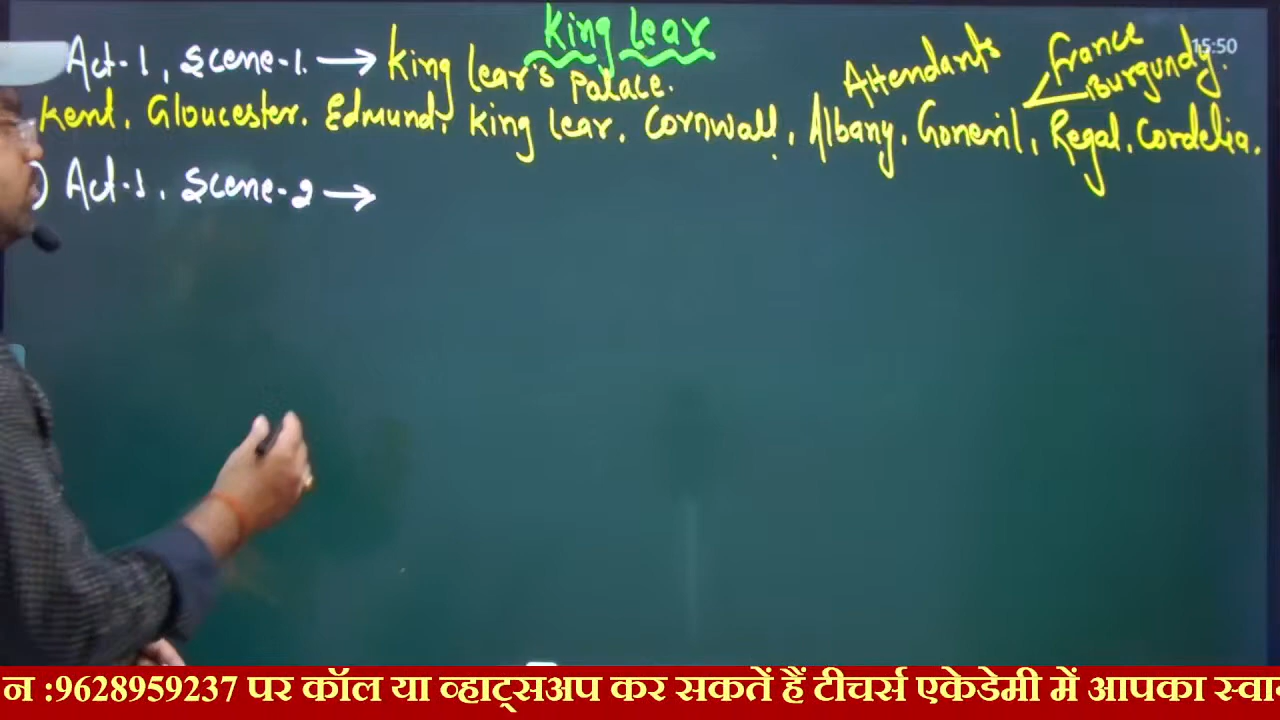 King Lear
15:50
Act-1, Scene-1. → King Lear's Palace.
Attendants
France
Burgundy.
Kent, Gloucester, Edmund, King Lear, Cornwall, Albany, Goneril, Regal, Cordelia.
) Act-1, Scene-2 →
न :9628959237 पर कॉल या व्हाट्सअप कर सकतें हैं टीचर्स एकेडेमी में आपका स्वा